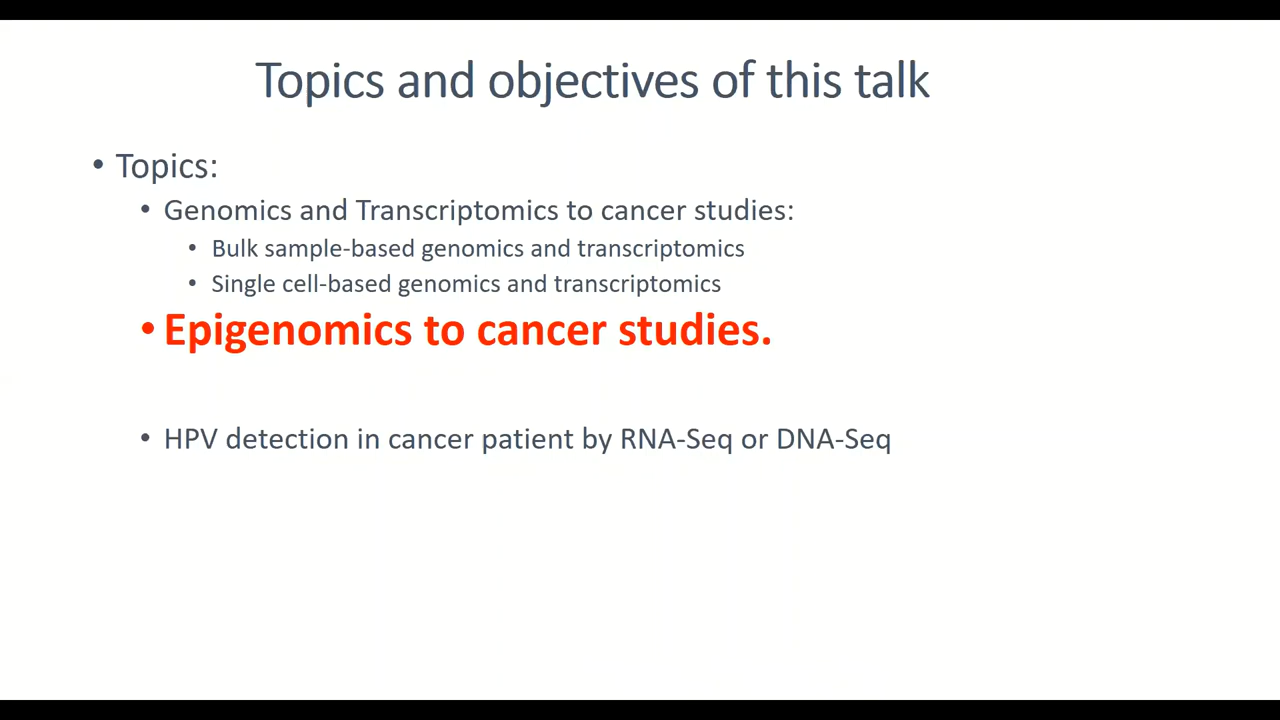 Topics and objectives of this talk
• Topics:
• Genomics and Transcriptomics to cancer studies:
• Bulk sample-based genomics and transcriptomics
• Single cell-based genomics and transcriptomics
• Epigenomics to cancer studies.
• HPV detection in cancer patient by RNA-Seq or DNA-Seq